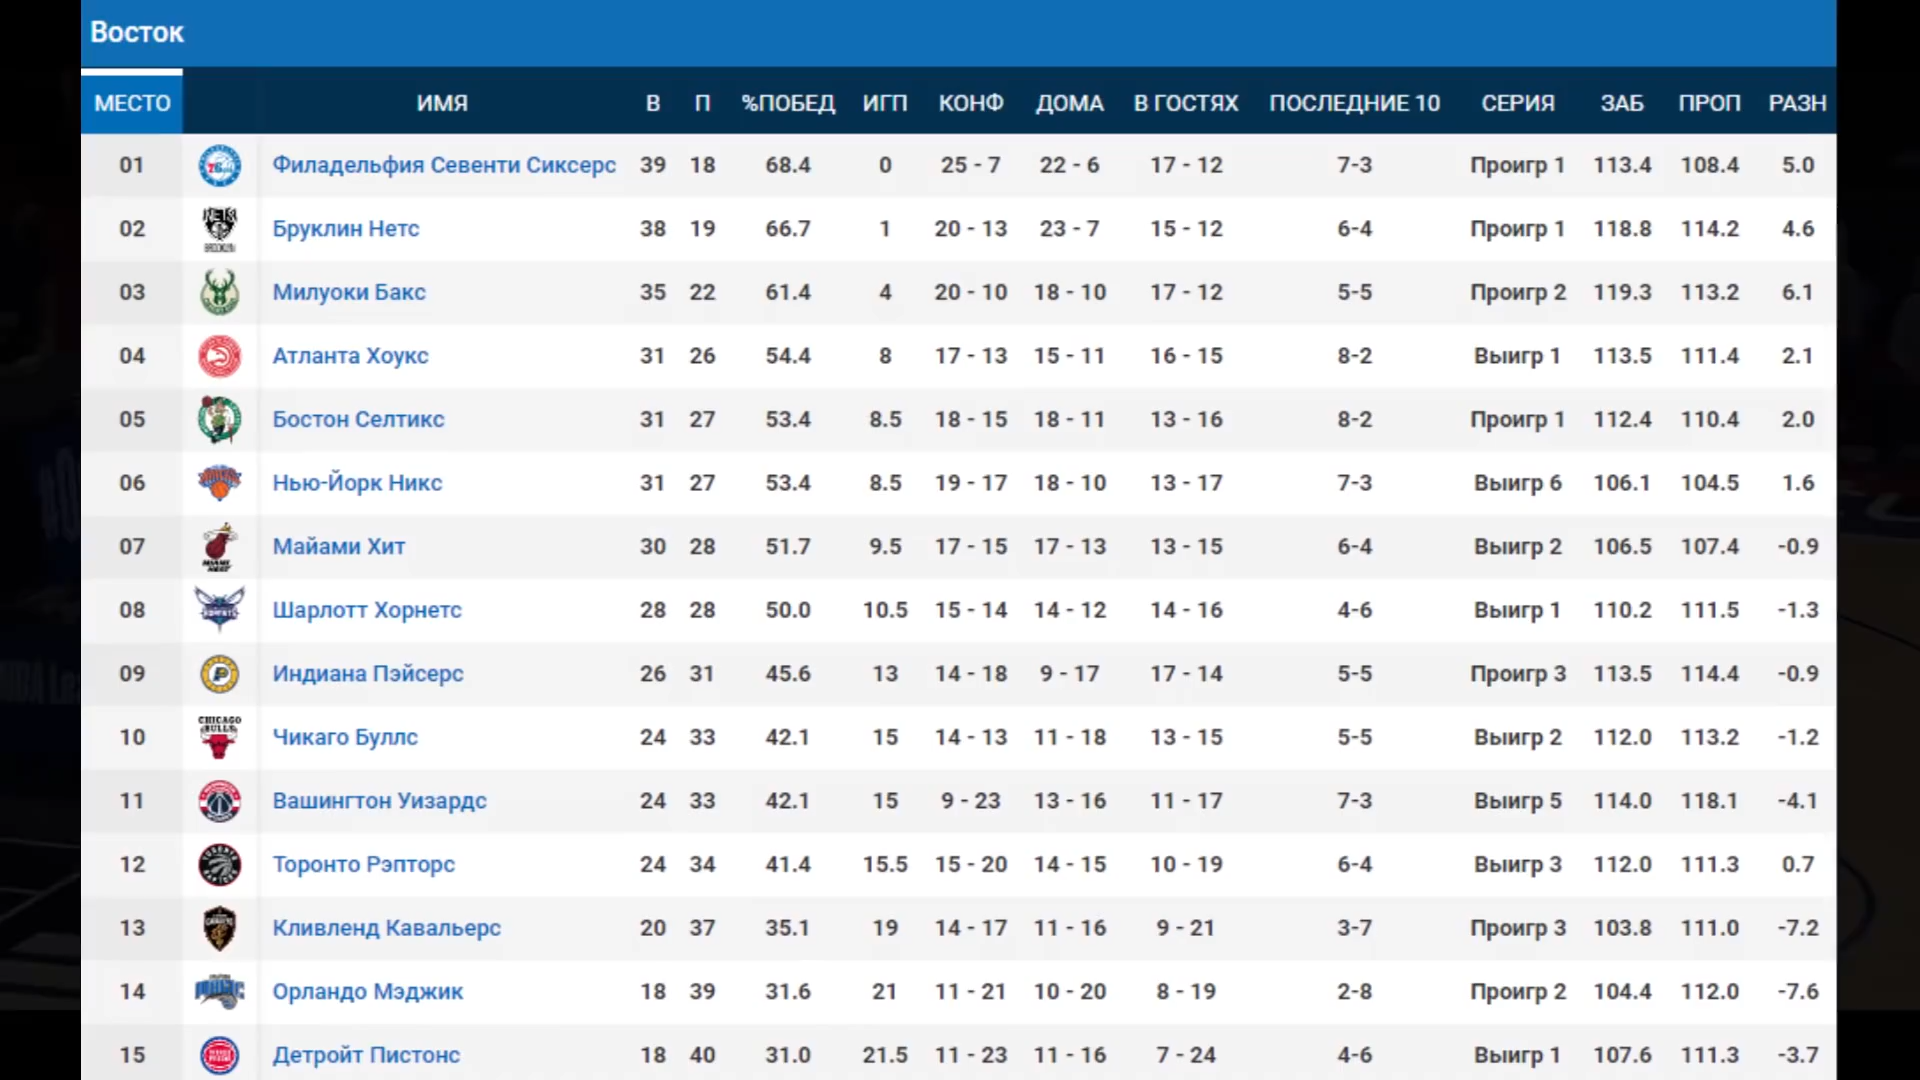 Восток
МЕСТО ИМЯ В П %ПОБЕД ИГП КОНФ ДОМА В ГОСТЯХ ПОСЛЕДНИЕ 10 СЕРИЯ ЗАБ ПРОП РАЗН
01 Филадельфия Севенти Сиксерс 39 18 68.4 0 25 - 7 22 - 6 17 - 12 7-3 Проигр 1 113.4 108.4 5.0
02 Бруклин Нетс 38 19 66.7 1 20 - 13 23 - 7 15 - 12 6-4 Проигр 1 118.8 114.2 4.6
03 Милуоки Бакс 35 22 61.4 4 20 - 10 18 - 10 17 - 12 5-5 Проигр 2 119.3 113.2 6.1
04 Атланта Хоукс 31 26 54.4 8 17 - 13 15 - 11 16 - 15 8-2 Выигр 1 113.5 111.4 2.1
05 Бостон Селтикс 31 27 53.4 8.5 18 - 15 18 - 11 13 - 16 8-2 Проигр 1 112.4 110.4 2.0
06 Нью-Йорк Никс 31 27 53.4 8.5 19 - 17 18 - 10 13 - 17 7-3 Выигр 6 106.1 104.5 1.6
07 Майами Хит 30 28 51.7 9.5 17 - 15 17 - 13 13 - 15 6-4 Выигр 2 106.5 107.4 -0.9
08 Шарлотт Хорнетс 28 28 50.0 10.5 15 - 14 14 - 12 14 - 16 4-6 Выигр 1 110.2 111.5 -1.3
09 Индиана Пэйсерс 26 31 45.6 13 14 - 18 9 - 17 17 - 14 5-5 Проигр 3 113.5 114.4 -0.9
10 CHICAGO BULLS Чикаго Буллс 24 33 42.1 15 14 - 13 11 - 18 13 - 15 5-5 Выигр 2 112.0 113.2 -1.2
11 Вашингтон Уизардс 24 33 42.1 15 9 - 23 13 - 16 11 - 17 7-3 Выигр 5 114.0 118.1 -4.1
12 Торонто Рэпторс 24 34 41.4 15.5 15 - 20 14 - 15 10 - 19 6-4 Выигр 3 112.0 111.3 0.7
13 Кливленд Кавальерс 20 37 35.1 19 14 - 17 11 - 16 9 - 21 3-7 Проигр 3 103.8 111.0 -7.2
14 Орландо Мэджик 18 39 31.6 21 11 - 21 10 - 20 8 - 19 2-8 Проигр 2 104.4 112.0 -7.6
15 Детройт Пистонс 18 40 31.0 21.5 11 - 23 11 - 16 7 - 24 4-6 Выигр 1 107.6 111.3 -3.7